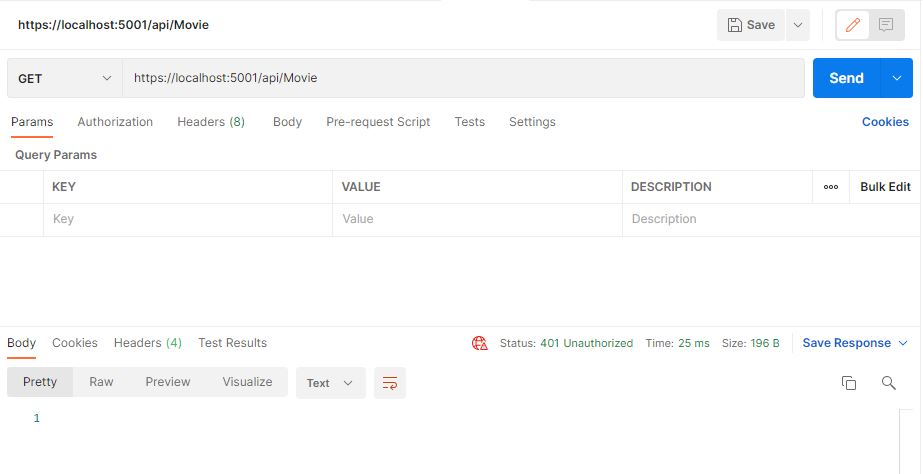 https://localhost:5001/api/Movie Save
GET https://localhost:5001/api/Movie Send
Params Authorization Headers (8) Body Pre-request Script Tests Settings Cookies
Query Params
KEY VALUE DESCRIPTION ooo Bulk Edit
Key Value Description
Body Cookies Headers (4) Test Results Status: 401 Unauthorized Time: 25 ms Size: 196 B Save Response
Pretty Raw Preview Visualize Text
1